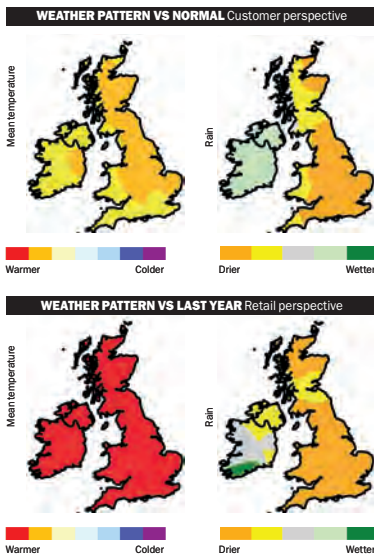 WEATHER PATTERN VS NORMAL Customer perspective
Mean temperature
Rain
Warmer
Colder
Drier
Wetter
WEATHER PATTERN VS LAST YEAR Retail perspective
Mean temperature
Rain
Warmer
Colder
Drier
Wetter